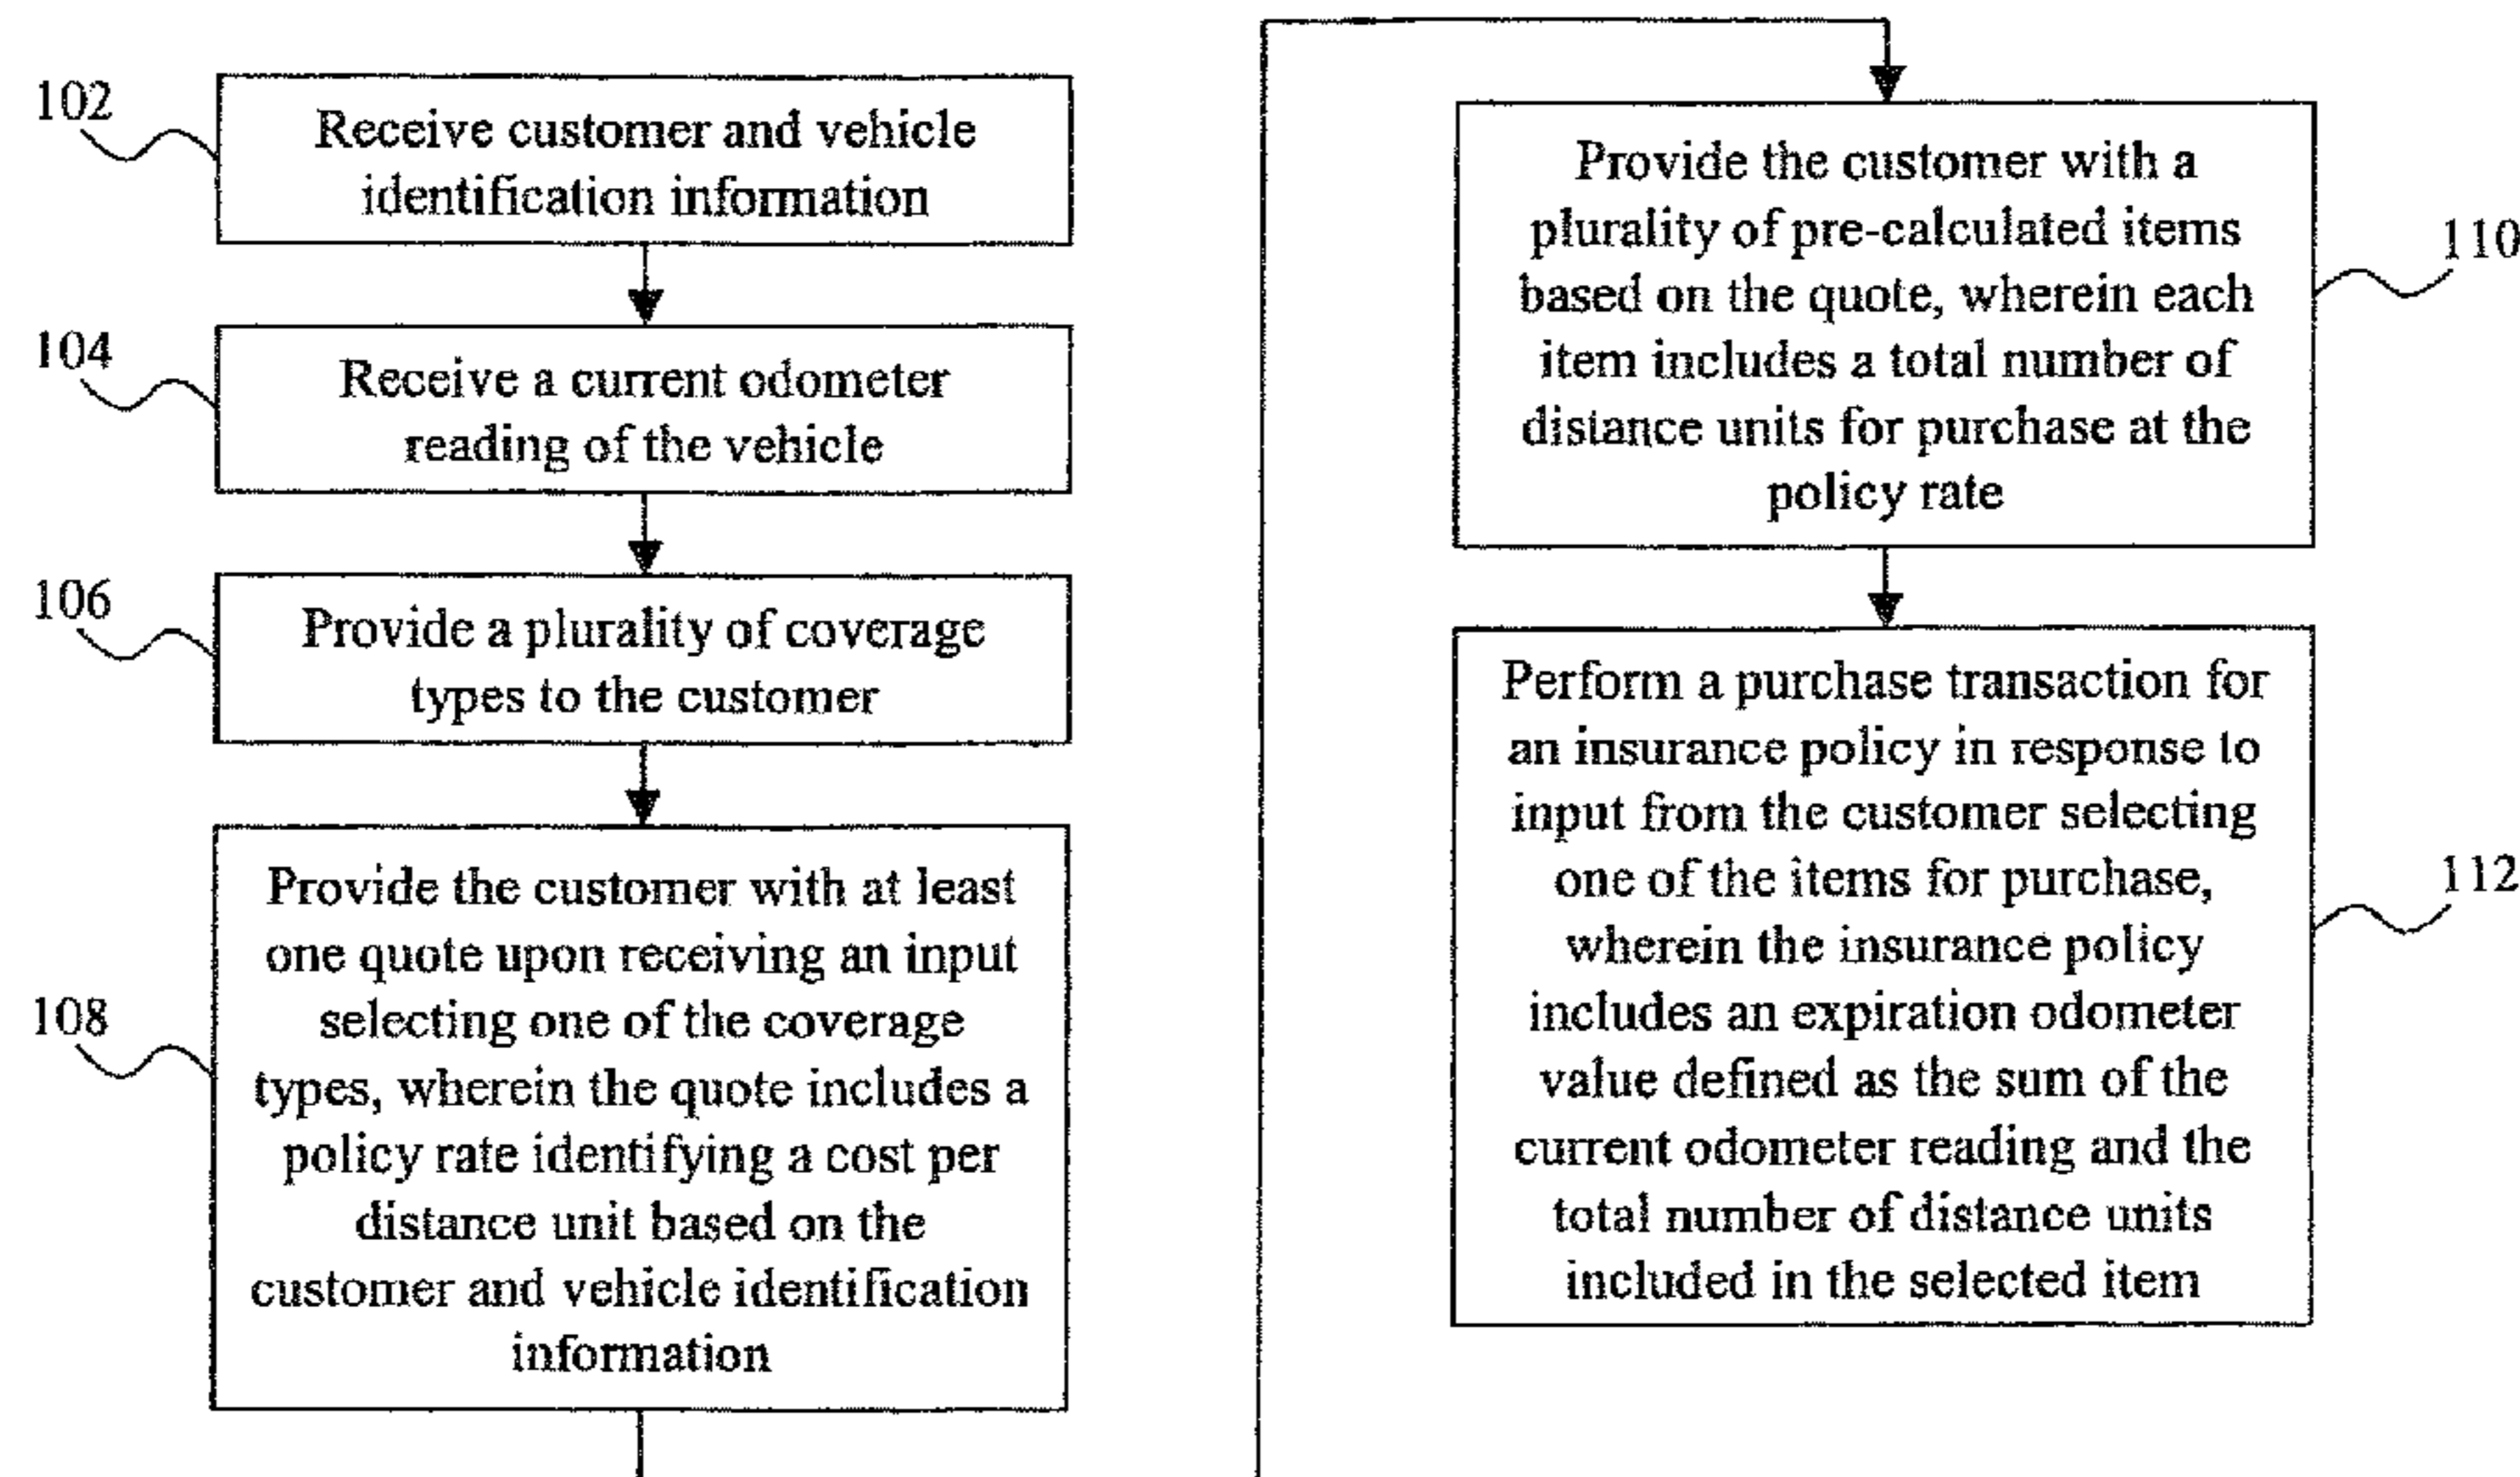 102
Receive customer and vehicle
identification information
104
Receive a current odometer
reading of the vehicle
106
Provide a plurality of coverage
types to the customer
108
Provide the customer with at least
one quote upon receiving an input
selecting one of the coverage
types, wherein the quote includes a
policy rate identifying a cost per
distance unit based on the
customer and vehicle identification
information
Provide the customer with a
plurality of pre-calculated items
based on the quote, wherein each
item includes a total number of
distance units for purchase at the
policy rate
110
Perform a purchase transaction for
an insurance policy in response to
input from the customer selecting
one of the items for purchase,
wherein the insurance policy
includes an expiration odometer
value defined as the sum of the
current odometer reading and the
total number of distance units
included in the selected item
112